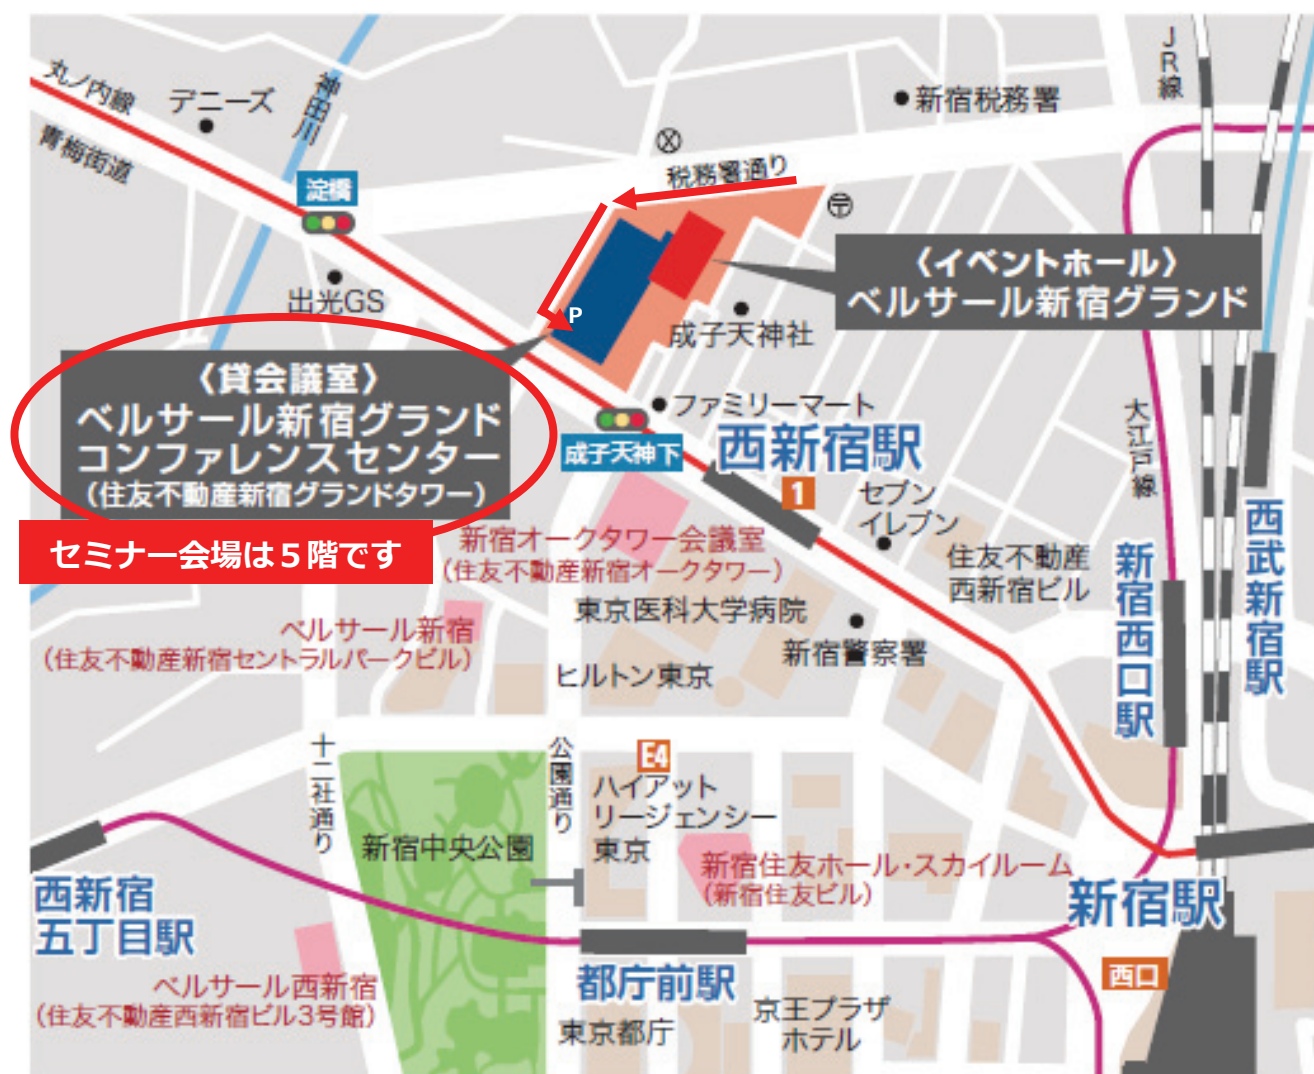 丸ノ内線
青梅街道
デニーズ
神田川
淀橋
出光GS
税務署通り
新宿税務署
JR線
〈イベントホール〉
ベルサール新宿グランド
成子天神社
P
〈貸会議室〉
ベルサール新宿グランド
コンファレンスセンター
（住友不動産新宿グランドタワー）
セミナー会場は５階です
ファミリーマート
成子天神下
西新宿駅
1
セブン
イレブン
大江戸線
新宿オークタワー会議室
（住友不動産新宿オークタワー）
住友不動産
西新宿ビル
新宿西口駅
西武新宿駅
東京医科大学病院
新宿警察署
ベルサール新宿
（住友不動産新宿セントラルパークビル）
ヒルトン東京
十二社通り
公園通り
E4
ハイアット
リージェンシー
東京
新宿中央公園
新宿住友ホール・スカイルーム
（新宿住友ビル）
新宿駅
西新宿
五丁目駅
都庁前駅
西口
ベルサール西新宿
（住友不動産西新宿ビル3号館）
東京都庁
京王プラザ
ホテル